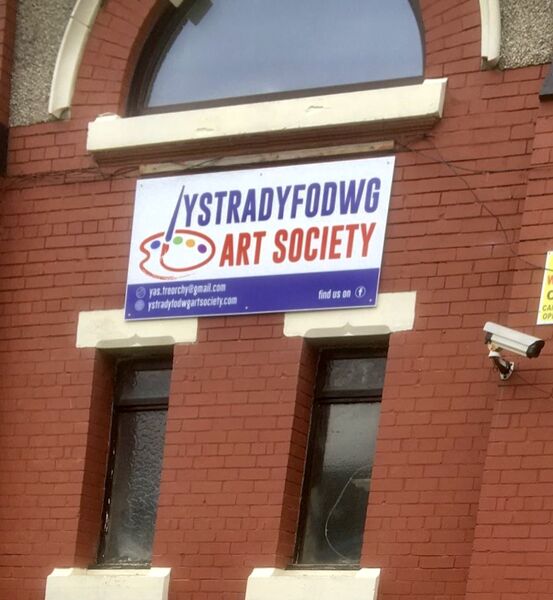 YSTRADYFODWG
ART SOCIETY
yas.treorchy@gmail.com
ystradyfodwgartsociety.com
find us on